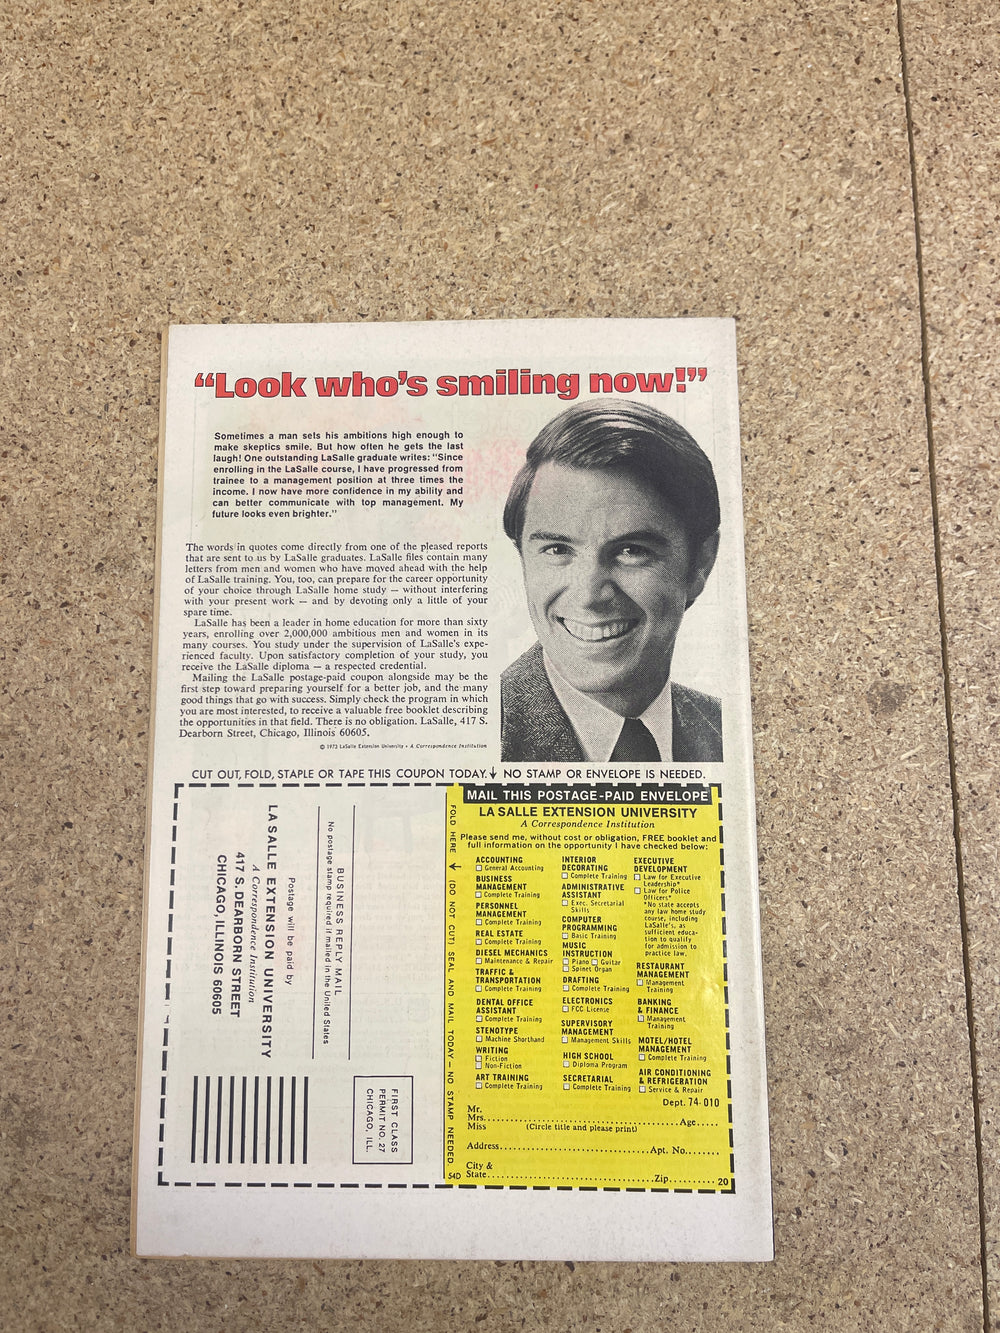 “Look who’s smiling now!”
Sometimes a man sets his ambitions high enough to
make skeptics smile. But how often he gets the last
laugh! One outstanding LaSalle graduate writes: “Since
enrolling in the LaSalle course, I have progressed from
trainee to a management position at three times the
income. I now have more confidence in my ability and
can better communicate with top management. My
future looks even brighter.”
The words in quotes come directly from one of the pleased reports
that are sent to us by LaSalle graduates. LaSalle files contain many
letters from men and women who have moved ahead with the help
of LaSalle training. You, too, can prepare for the career opportunity
of your choice through LaSalle home study — without interfering
with your present work — and by devoting only a little of your
spare time.
LaSalle has been a leader in home education for more than sixty
years, enrolling over 2,000,000 ambitious men and women in its
many courses. You study under the supervision of LaSalle’s expe-
rienced faculty. Upon satisfactory completion of your study, you
receive the LaSalle diploma — a respected credential.
Mailing the LaSalle postage-paid coupon alongside may be the
first step toward preparing yourself for a better job, and the many
good things that go with success. Simply check the program in which
you are most interested, to receive a valuable free booklet describing
the opportunities in that field. There is no obligation. LaSalle, 417 S.
Dearborn Street, Chicago, Illinois 60605.
© 1973 LaSalle Extension University • A Correspondence Institution
CUT OUT, FOLD, STAPLE OR TAPE THIS COUPON TODAY. ↓ NO STAMP OR ENVELOPE IS NEEDED.
BUSINESS REPLY MAIL
No postage stamp required if mailed in the United States
Postage will be paid by
LA SALLE EXTENSION UNIVERSITY
A Correspondence Institution
417 S. DEARBORN STREET
CHICAGO, ILLINOIS 60605
FIRST CLASS
PERMIT NO. 27
CHICAGO, ILL.
FOLD HERE → (DO NOT CUT) SEAL AND MAIL TODAY — NO STAMP NEEDED
54D
MAIL THIS POSTAGE-PAID ENVELOPE
LA SALLE EXTENSION UNIVERSITY
A Correspondence Institution
Please send me, without cost or obligation, FREE booklet and
full information on the opportunity I have checked below:
ACCOUNTING
☐ General Accounting
BUSINESS
MANAGEMENT
☐ Complete Training
PERSONNEL
MANAGEMENT
☐ Complete Training
REAL ESTATE
☐ Complete Training
DIESEL MECHANICS
☐ Maintenance & Repair
TRAFFIC &
TRANSPORTATION
☐ Complete Training
DENTAL OFFICE
ASSISTANT
☐ Complete Training
STENOTYPE
☐ Machine Shorthand
WRITING
☐ Fiction
☐ Non-Fiction
ART TRAINING
☐ Complete Training
INTERIOR
DECORATING
☐ Complete Training
ADMINISTRATIVE
ASSISTANT
☐ Exec. Secretarial
Skills
COMPUTER
PROGRAMMING
☐ Basic Training
MUSIC
INSTRUCTION
☐ Piano ☐ Guitar
☐ Spinet Organ
DRAFTING
☐ Complete Training
ELECTRONICS
☐ FCC License
SUPERVISORY
MANAGEMENT
☐ Management Skills
HIGH SCHOOL
☐ Diploma Program
SECRETARIAL
☐ Complete Training
EXECUTIVE
DEVELOPMENT
☐ Law for Executive
Leadership*
☐ Law for Police
Officers*
*No state accepts
any law home study
course, including
LaSalle’s, as
sufficient educa-
tion to qualify
for admission to
practice law.
RESTAURANT
MANAGEMENT
☐ Management
Training
BANKING
& FINANCE
☐ Management
Training
MOTEL/HOTEL
MANAGEMENT
☐ Complete Training
AIR CONDITIONING
& REFRIGERATION
☐ Service & Repair
Dept. 74-010
Mr.
Mrs. Age
Miss (Circle title and please print)
Address Apt. No.
City &
State Zip 20